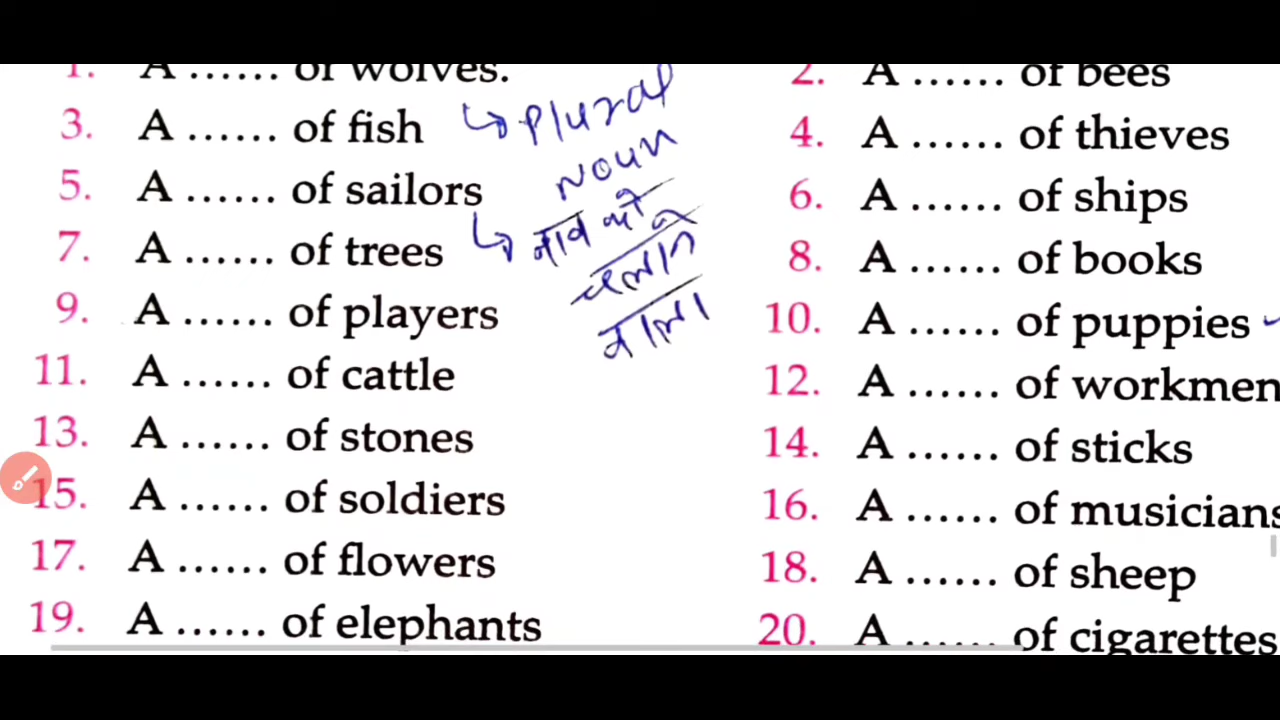 1. A ...... of wolves.
2. A ...... of bees
3. A ...... of fish
4. A ...... of thieves
5. A ...... of sailors
6. A ...... of ships
7. A ...... of trees
8. A ...... of books
9. A ...... of players
10. A ...... of puppies
11. A ...... of cattle
12. A ...... of workmen
13. A ...... of stones
14. A ...... of sticks
15. A ...... of soldiers
16. A ...... of musicians
17. A ...... of flowers
18. A ...... of sheep
19. A ...... of elephants
20. A ...... of cigarettes
Plural
Noun
नाव को
चलाने
वाला